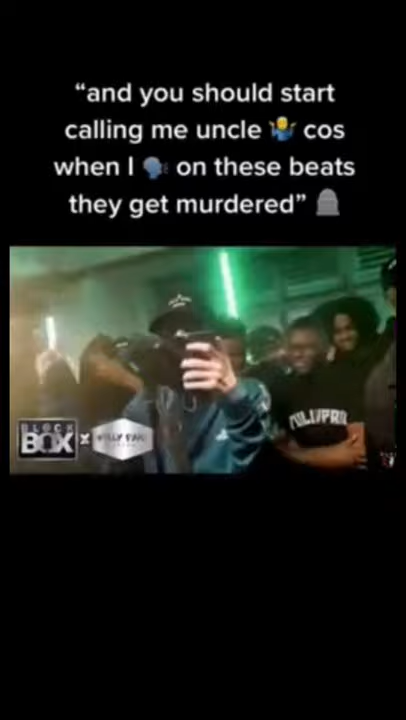 “and you should start
calling me uncle 🤷‍♂️ cos
when I 🗣️ on these beats
they get murdered” 🪦
BLOCK
BOX X